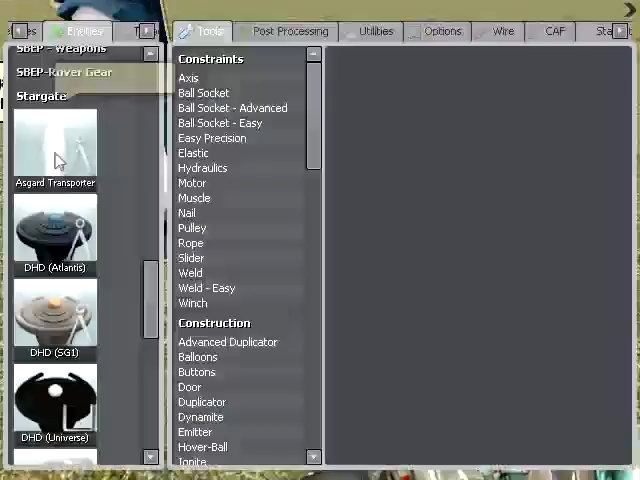 Entities
Tools
Post Processing
Utilities
Options
Wire
CAF
SBEP - Weapons
SBEP-Rover Gear
Stargate
Asgard Transporter
DHD (Atlantis)
DHD (SG1)
DHD (Universe)
Constraints
Axis
Ball Socket
Ball Socket - Advanced
Ball Socket - Easy
Easy Precision
Elastic
Hydraulics
Motor
Muscle
Nail
Pulley
Rope
Slider
Weld
Weld - Easy
Winch
Construction
Advanced Duplicator
Balloons
Buttons
Door
Duplicator
Dynamite
Emitter
Hover-Ball
Ignite